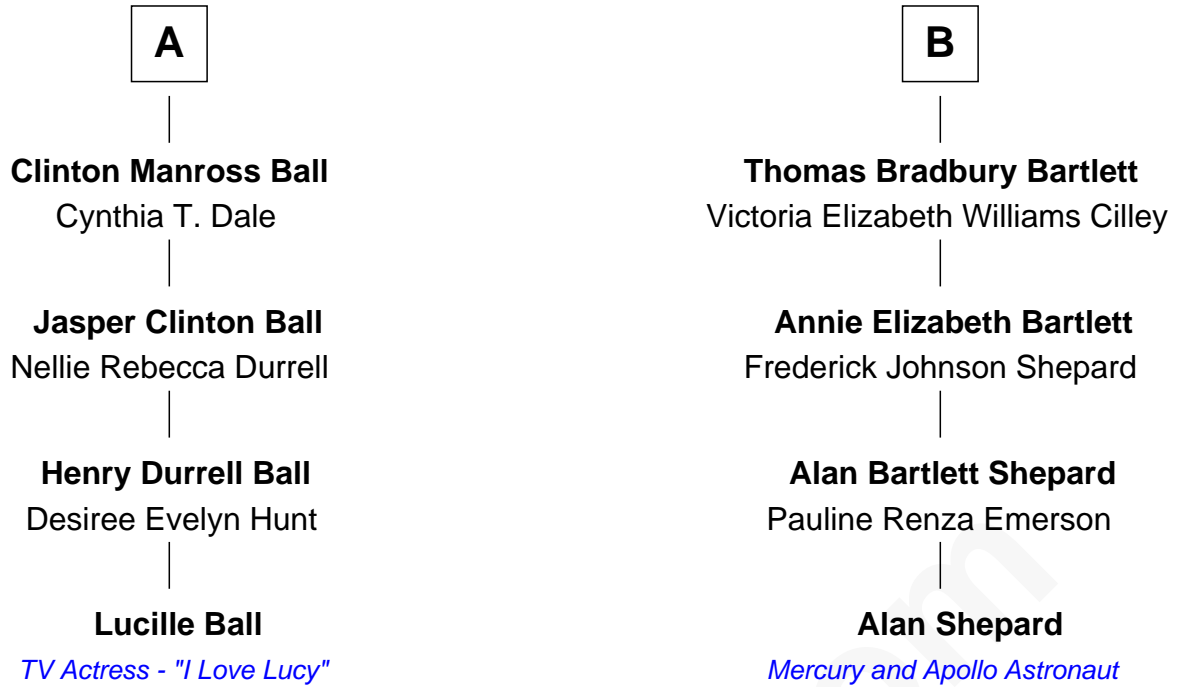 A
Clinton Manross Ball
Cynthia T. Dale
Jasper Clinton Ball
Nellie Rebecca Durrell
Henry Durrell Ball
Desiree Evelyn Hunt
Lucille Ball
TV Actress - "I Love Lucy"
B
Thomas Bradbury Bartlett
Victoria Elizabeth Williams Cilley
Annie Elizabeth Bartlett
Frederick Johnson Shepard
Alan Bartlett Shepard
Pauline Renza Emerson
Alan Shepard
Mercury and Apollo Astronaut